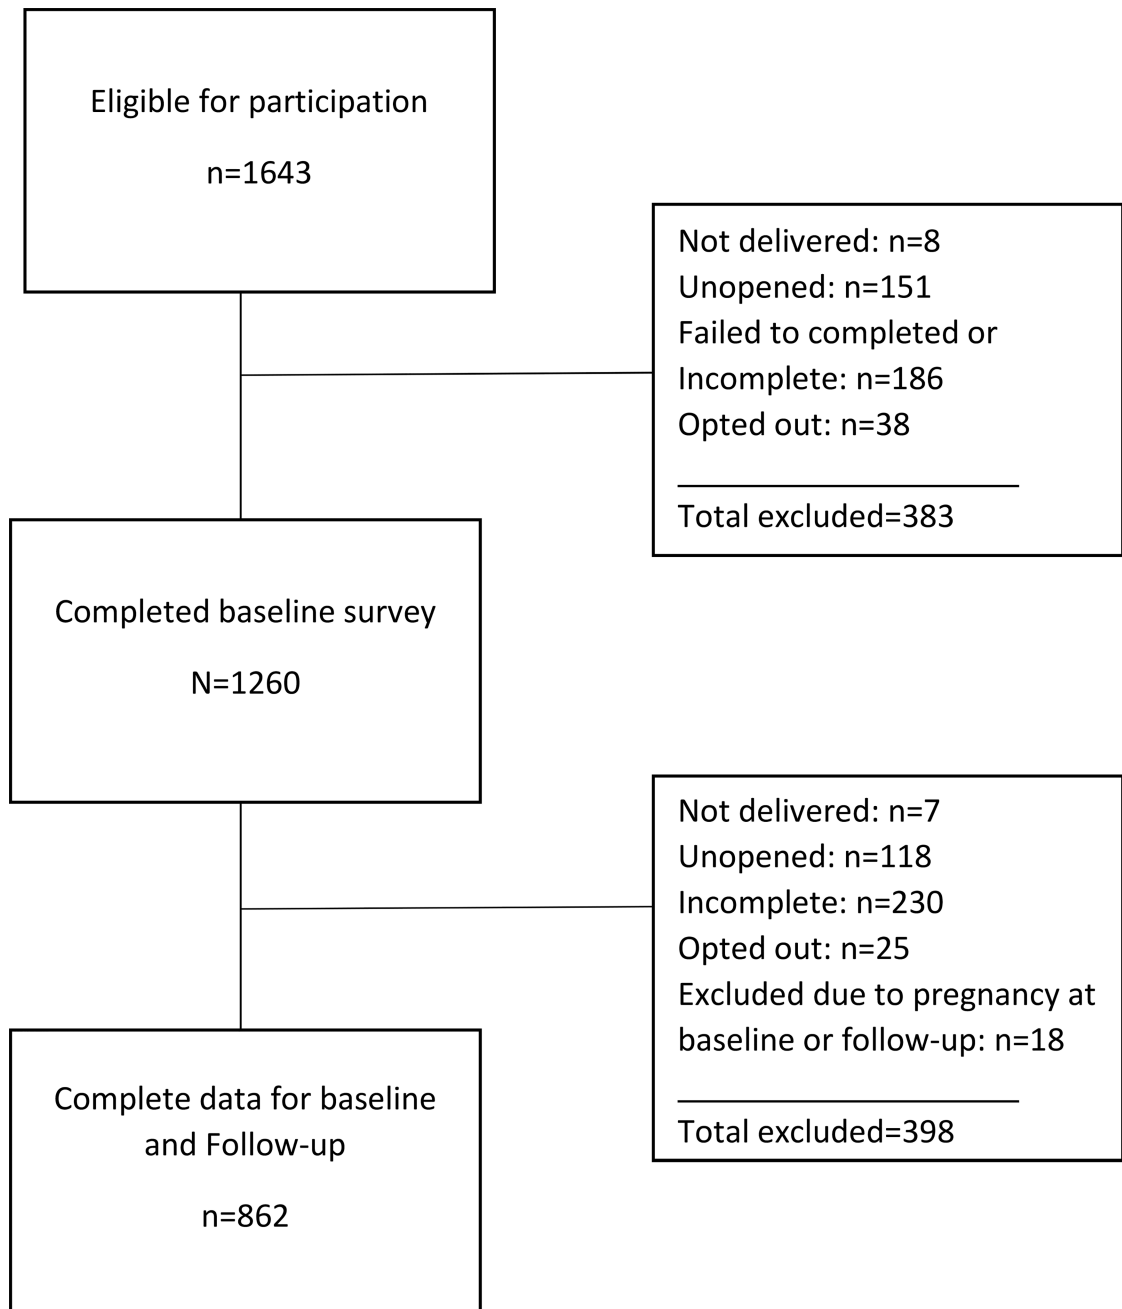 Eligible for participation
n=1643
Not delivered: n=8
Unopened: n=151
Failed to completed or
Incomplete: n=186
Opted out: n=38
Total excluded=383
Completed baseline survey
N=1260
Not delivered: n=7
Unopened: n=118
Incomplete: n=230
Opted out: n=25
Excluded due to pregnancy at
baseline or follow-up: n=18
Total excluded=398
Complete data for baseline
and Follow-up
n=862